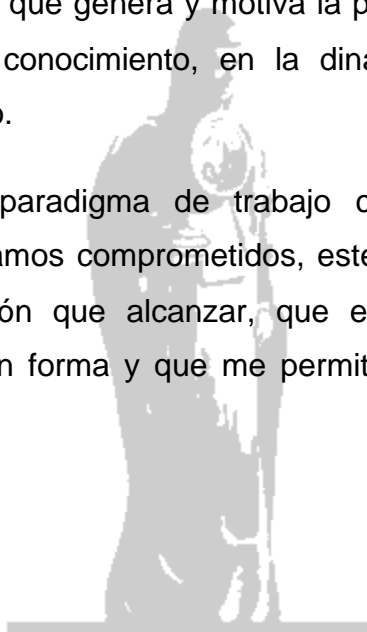 que genera y motiva la p
conocimiento, en la diná
o.
paradigma de trabajo c
amos comprometidos, este
ón que alcanzar, que e
n forma y que me permit